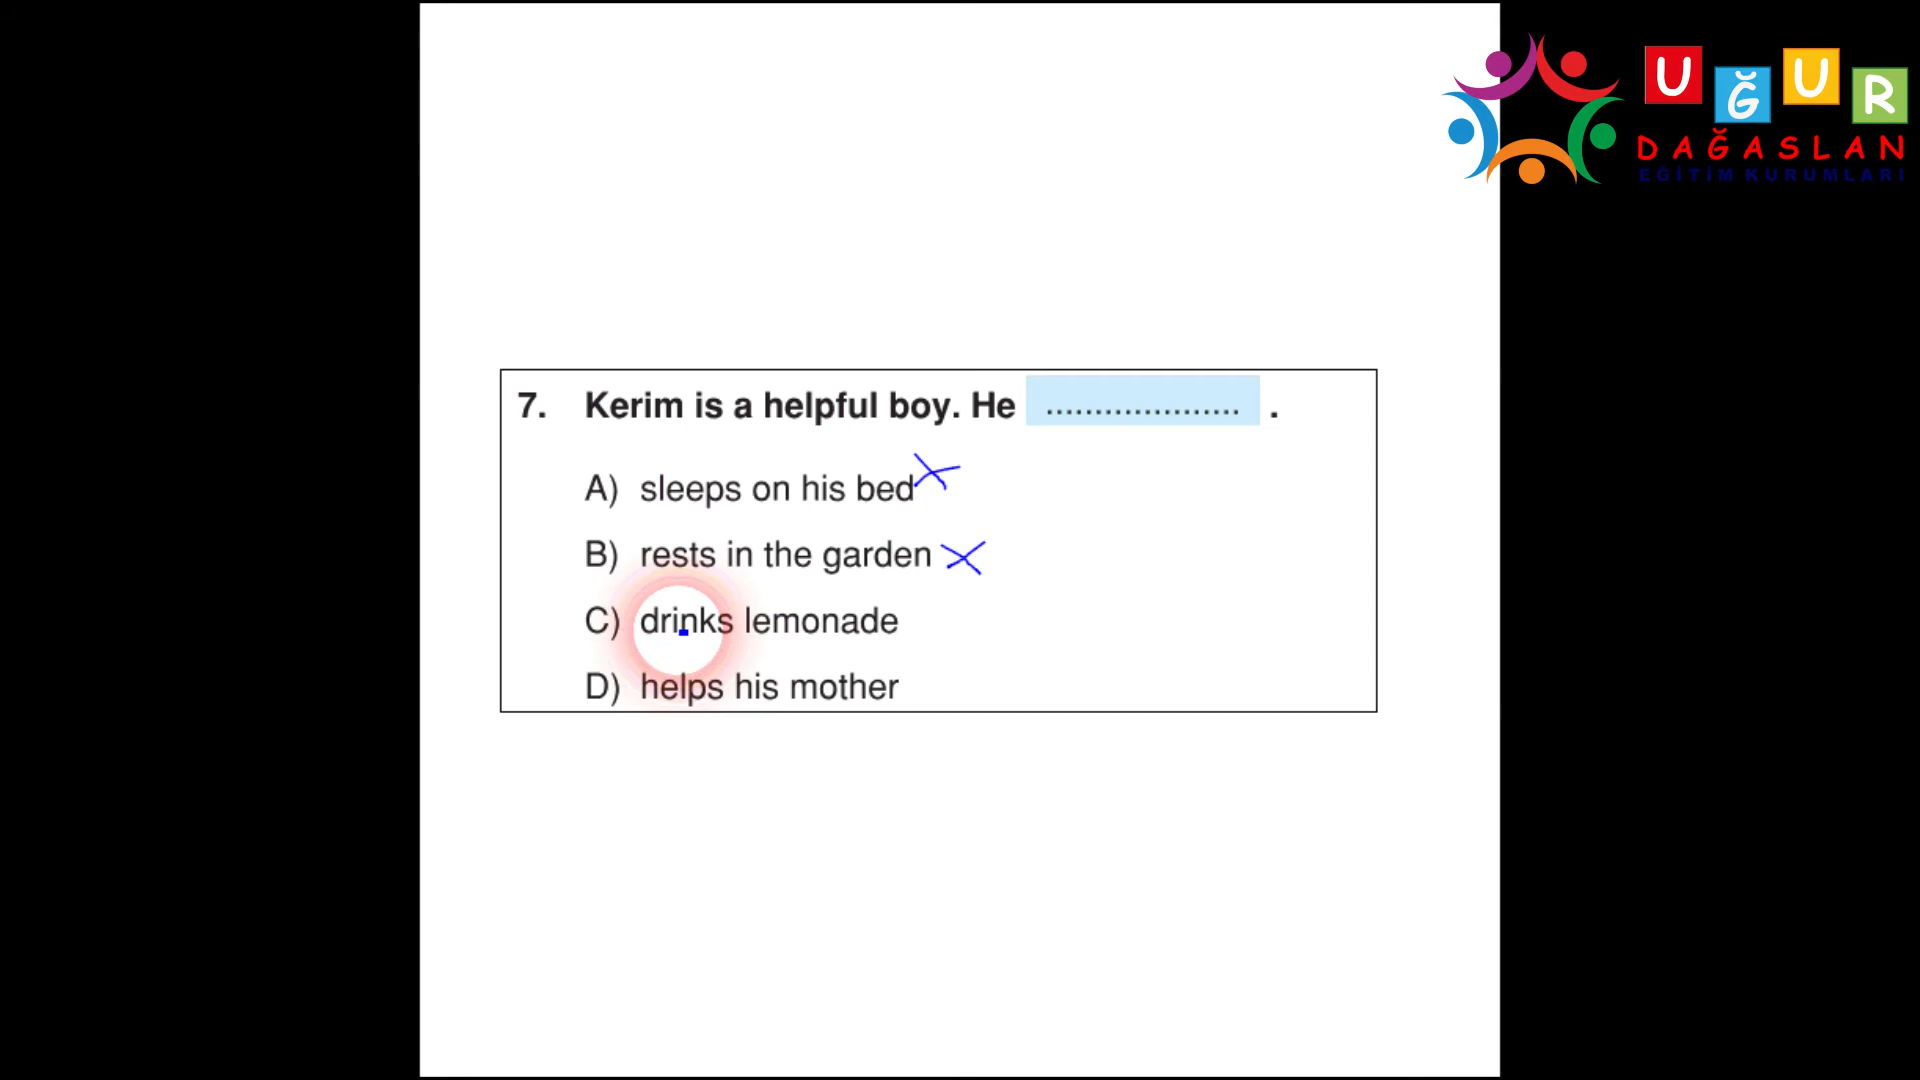 UĞUR
DAĞASLAN
EĞİTİM KURUMLARI
7. Kerim is a helpful boy. He .................... .
A) sleeps on his bed
B) rests in the garden
C) drinks lemonade
D) helps his mother